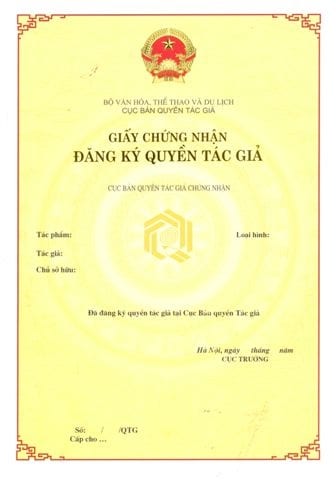 BỘ VĂN HÓA, THỂ THAO VÀ DU LỊCH
CỤC BẢN QUYỀN TÁC GIẢ
GIẤY CHỨNG NHẬN
ĐĂNG KÝ QUYỀN TÁC GIẢ
CỤC BẢN QUYỀN TÁC GIẢ CHỨNG NHẬN
Tác phẩm: Loại hình:
Tác giả:
Chủ sở hữu:
Đã đăng ký quyền tác giả tại Cục Bản quyền Tác giả
Hà Nội, ngày tháng năm
CỤC TRƯỞNG
Số: / /QTG
Cấp cho ...